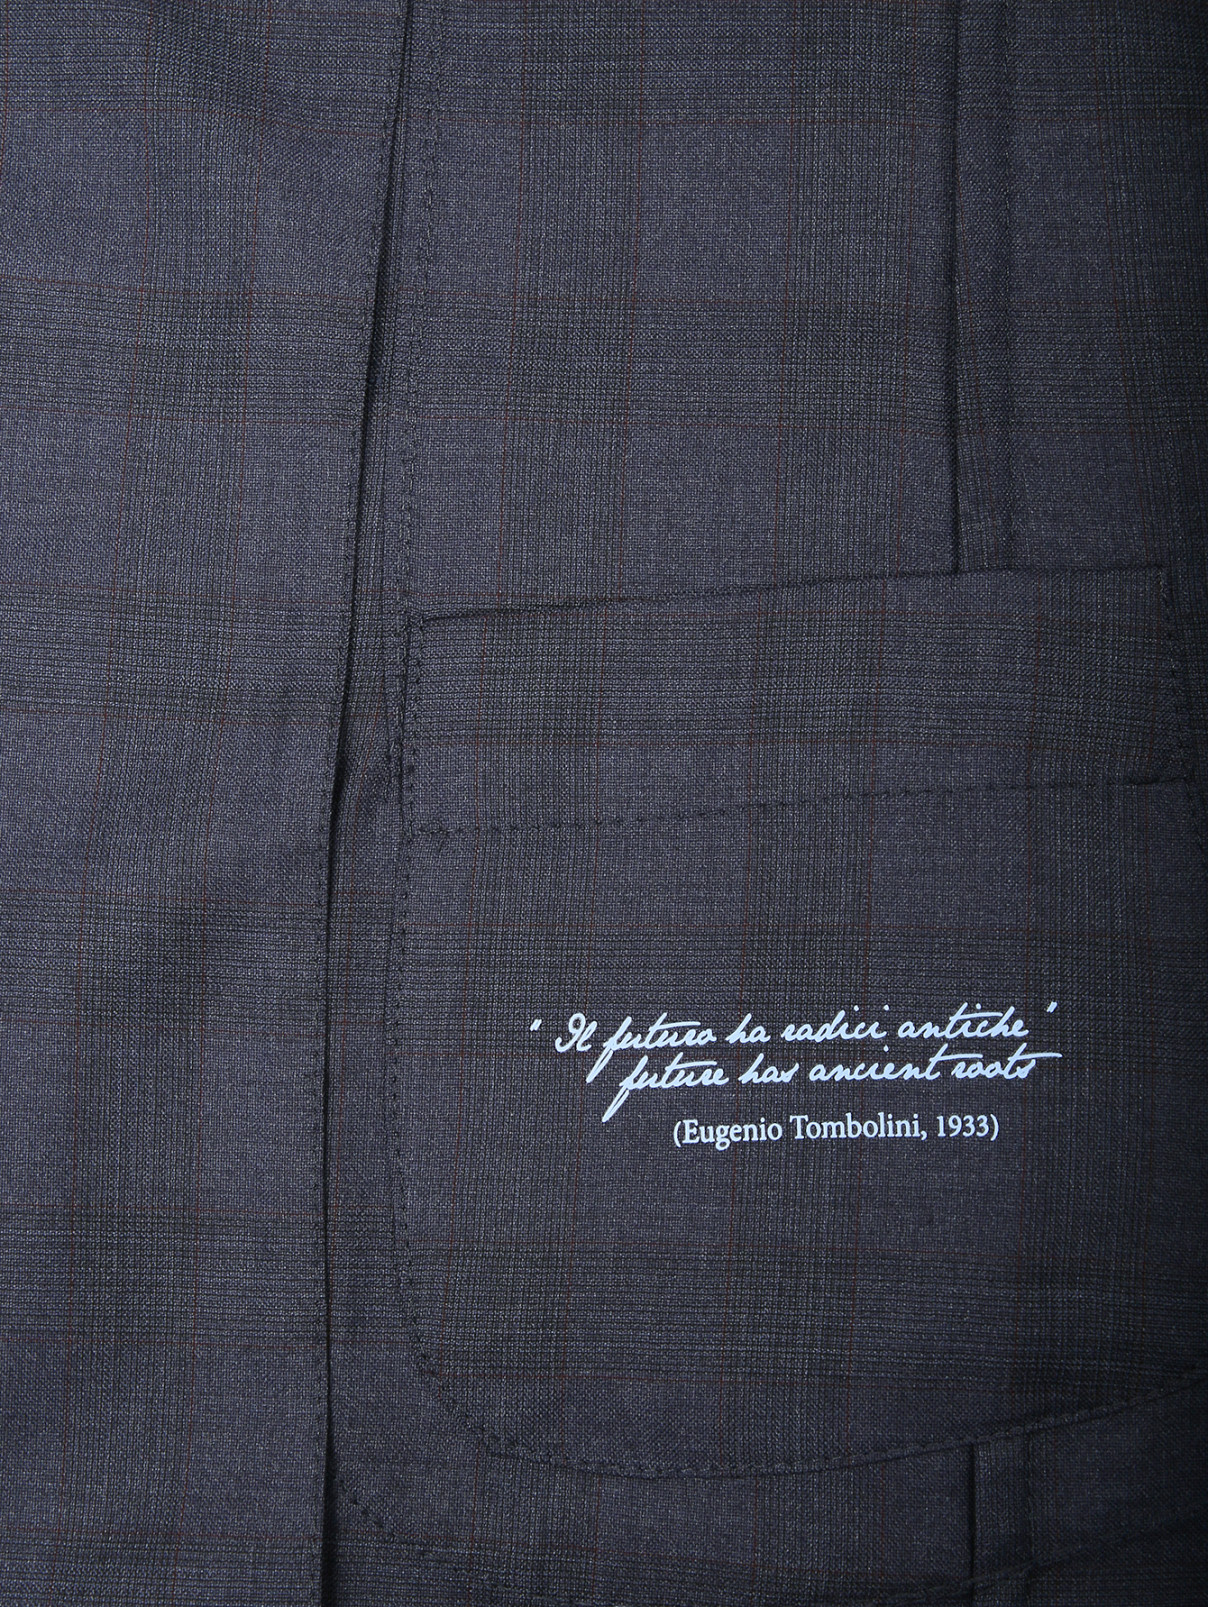 "Il futuro ha radici antiche"
future has ancient roots
(Eugenio Tombolini, 1933)